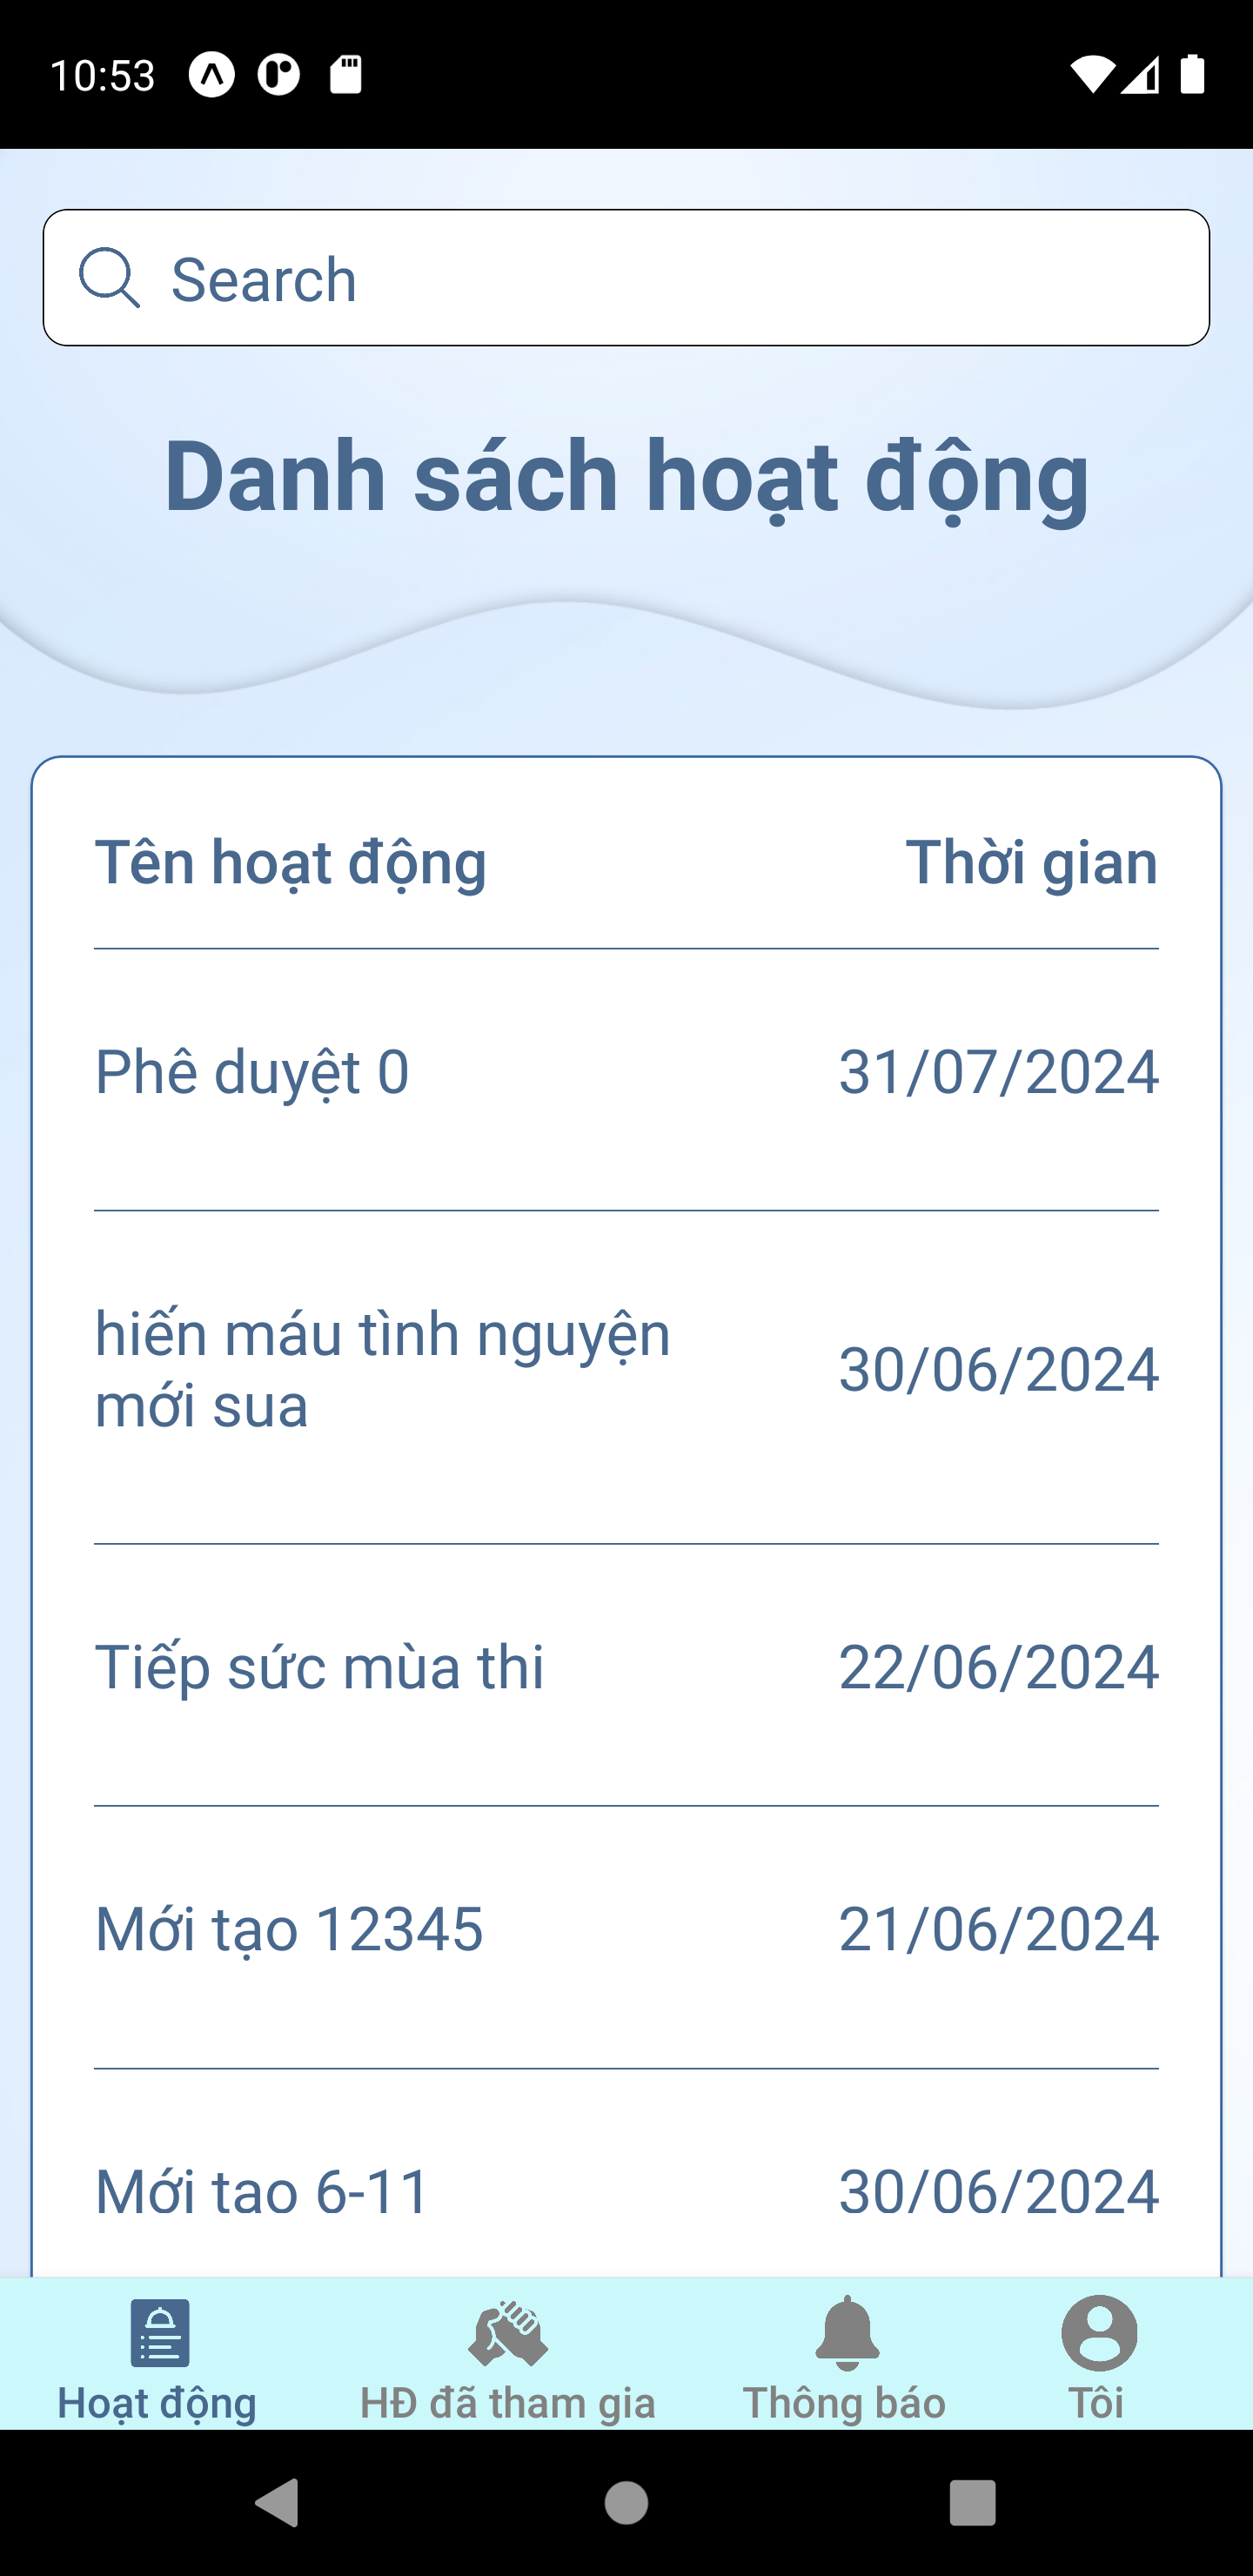 10:53
Search
Danh sách hoạt động
Tên hoạt động Thời gian
Phê duyệt 0 31/07/2024
hiến máu tình nguyện
mới sua 30/06/2024
Tiếp sức mùa thi 22/06/2024
Mới tạo 12345 21/06/2024
Mới tạo 6-11 30/06/2024
Hoạt động HĐ đã tham gia Thông báo Tôi